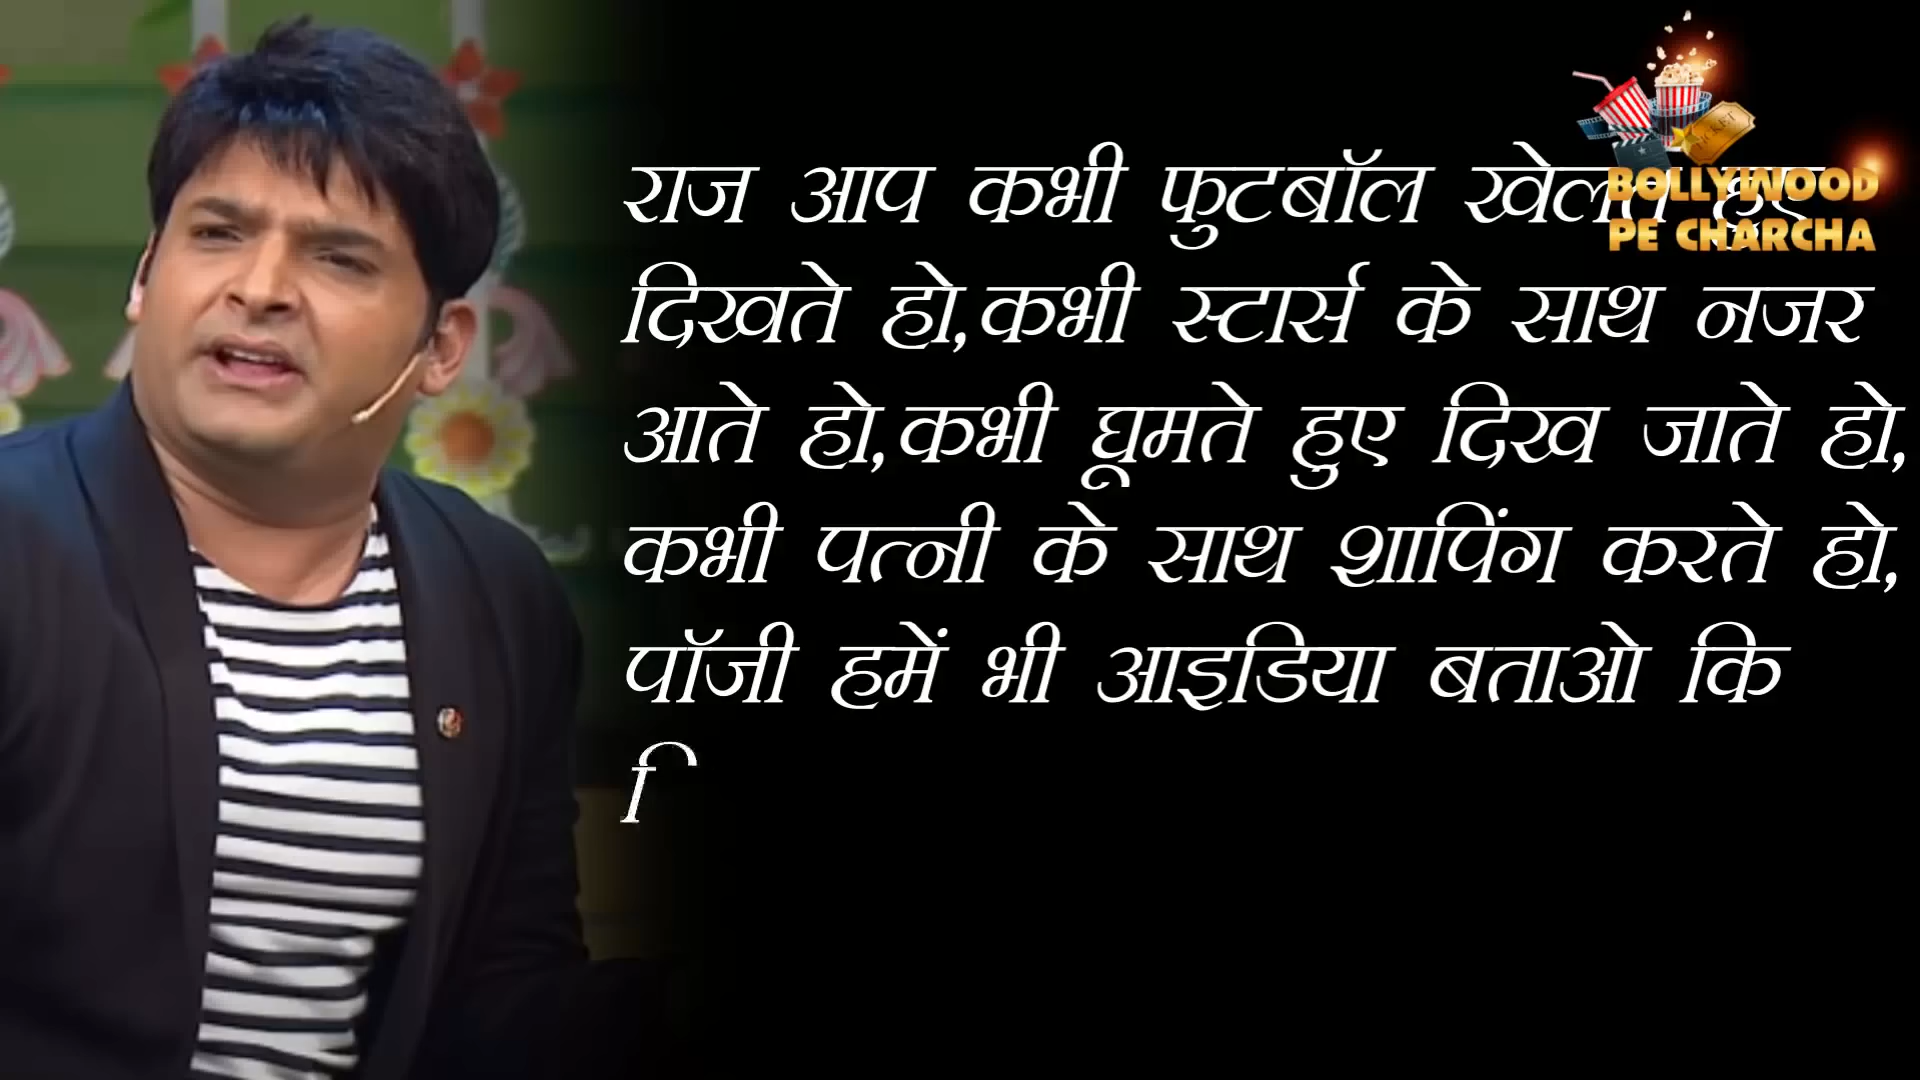 राज आप कभी फुटबॉल खेलते हुए
दिखते हो,कभी स्टार्स के साथ नजर
आते हो,कभी घूमते हुए दिख जाते हो,
कभी पत्नी के साथ शापिंग करते हो,
पॉजी हमें भी आइडिया बताओ कि
BOLLYWOOD
PE CHARCHA
TICKET